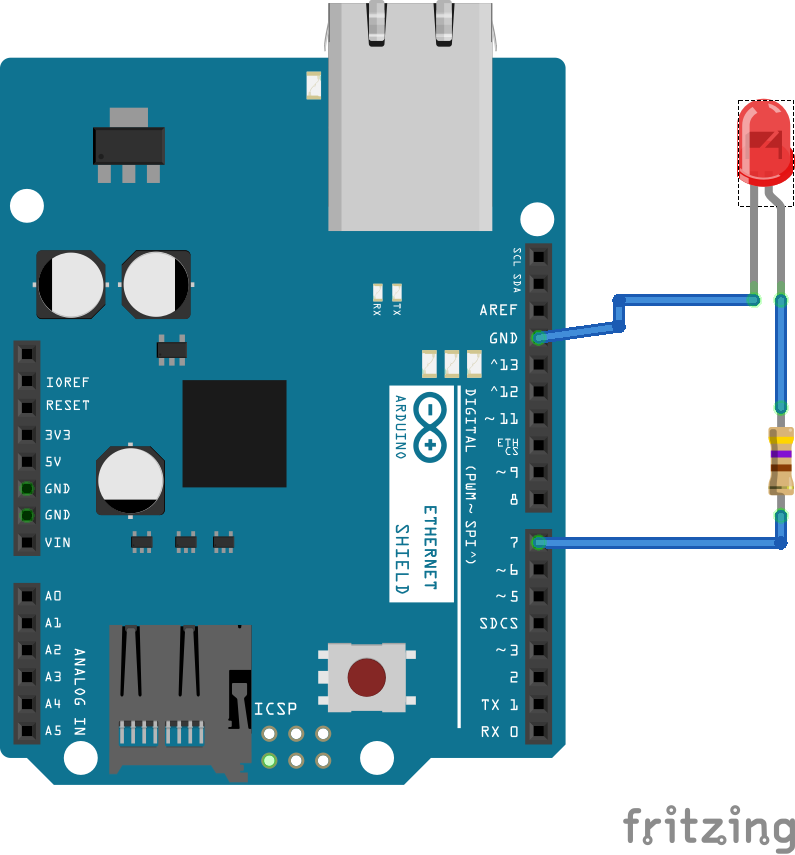 RX
TX
SCL SDA
AREF
GND
^13
^12
~11
ETH
CS
~9
8
7
~6
~5
SDCS
~3
2
TX 1
RX 0
DIGITAL (PWM~ SPI^)
ARDUINO
ETHERNET
SHIELD
IOREF
RESET
3V3
5V
GND
GND
VIN
A0
A1
A2
A3
A4
A5
ANALOG IN
ICSP
fritzing